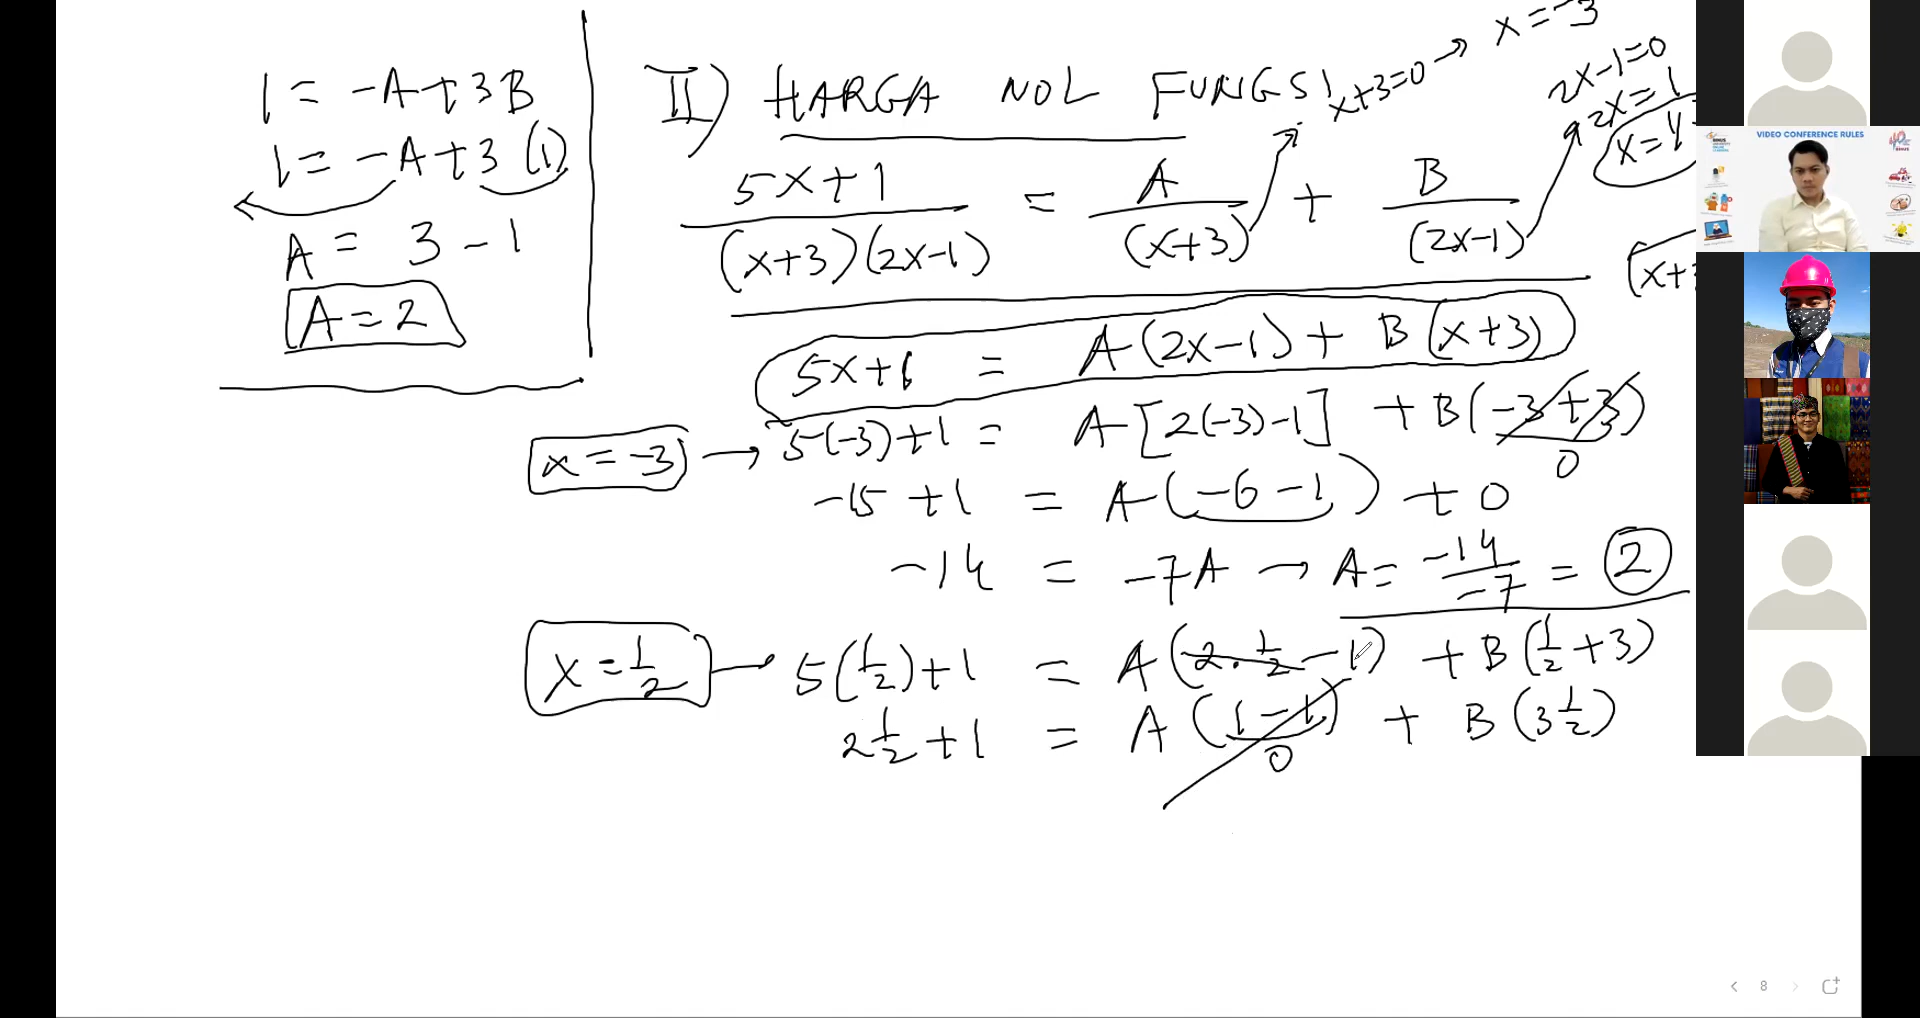 1 = -A + 3B
1 = -A + 3 (1)
A = 3 - 1
A = 2
II) HARGA NOL FUNGSI
x+3=0 → x = -3
2x-1=0
2x = 1
x =
(5x+1)/((x+3)(2x-1)) = A/(x+3) + B/(2x-1)
(x+3
5x+1 = A(2x-1) + B(x+3)
x = -3 → 5(-3)+1 = A[2(-3)-1] + B(-3+3)
0
-15+1 = A(-6-1) + 0
-14 = -7A → A = -14/-7 = 2
x = 1/2 → 5(1/2)+1 = A(2.1/2-1) + B(1/2+3)
2 1/2 + 1 = A(1-1) + B(3 1/2)
0
VIDEO CONFERENCE RULES
8